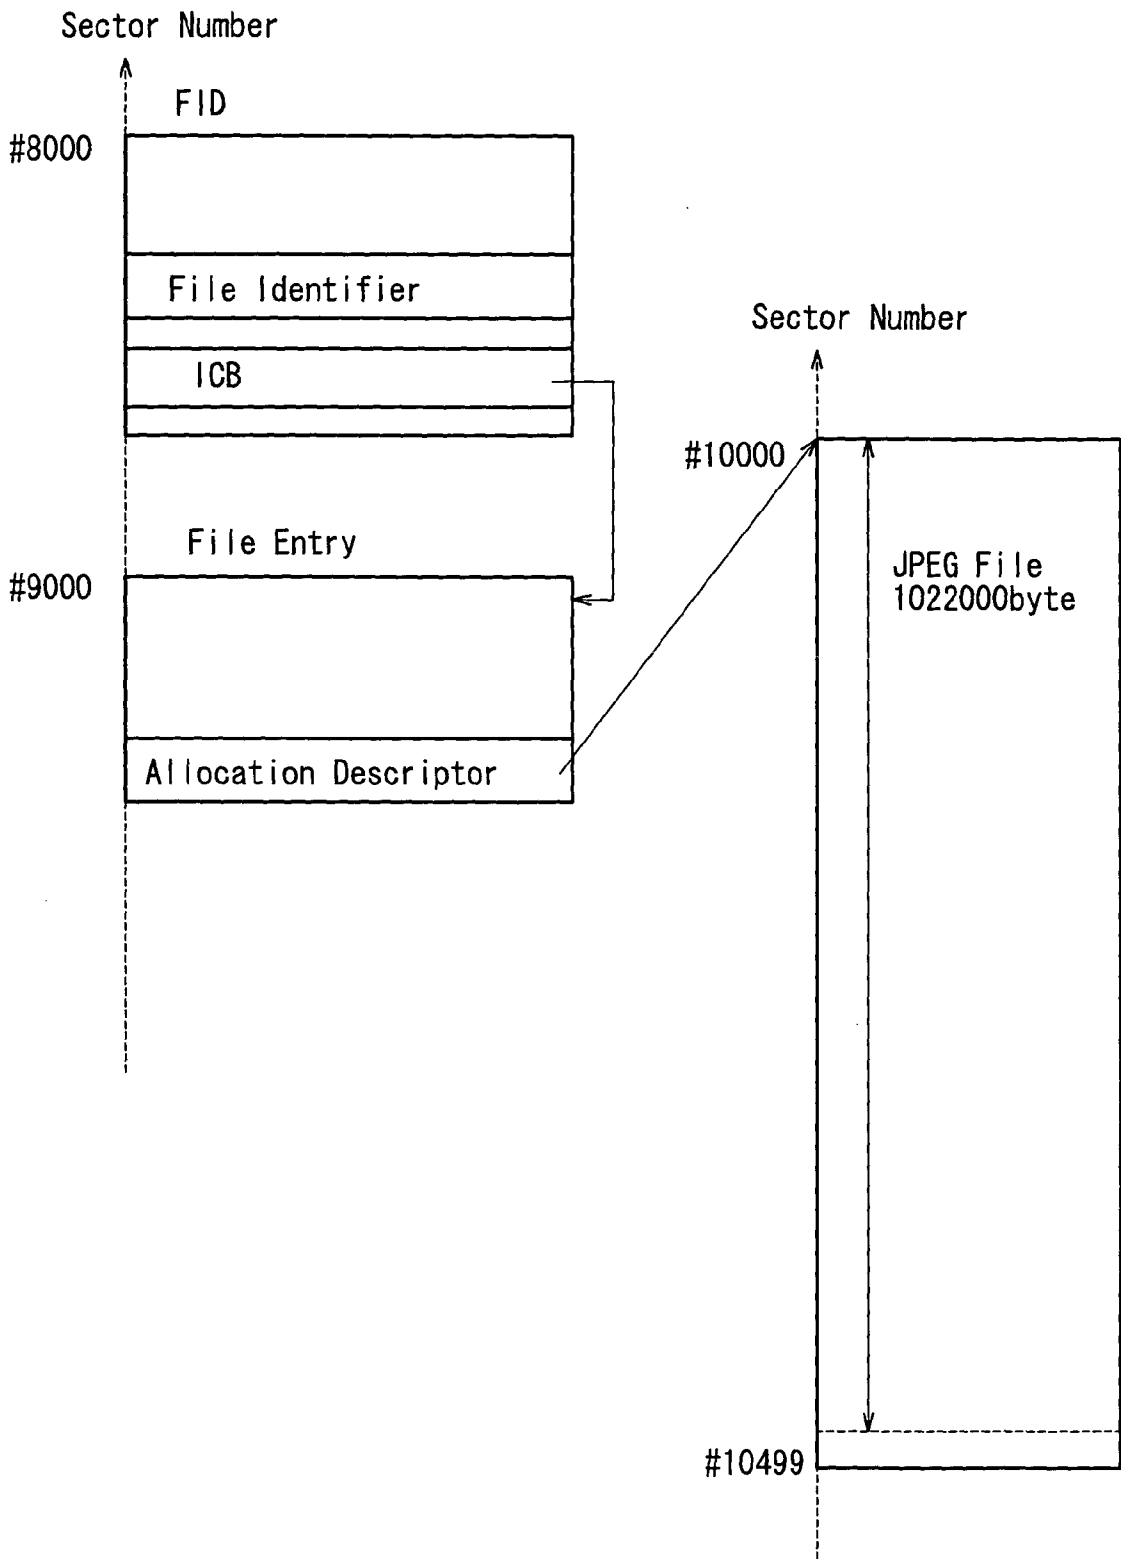 Sector Number
FID
#8000
File Identifier
ICB
File Entry
#9000
Allocation Descriptor
Sector Number
#10000
JPEG File
1022000byte
#10499